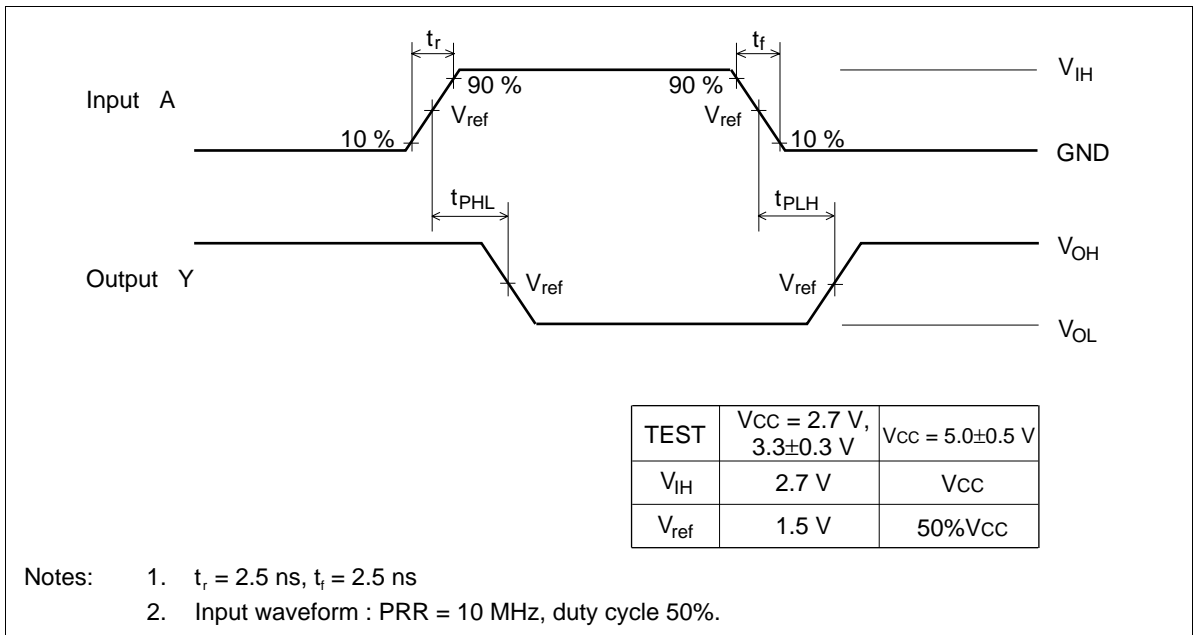 tr tf
VIH
90 % 90 %
Input A
Vref Vref
10 % 10 %
GND
tPHL tPLH
VOH
Output Y
Vref Vref
VOL
TEST VCC = 2.7 V, 3.3±0.3 V VCC = 5.0±0.5 V
VIH 2.7 V VCC
Vref 1.5 V 50%VCC
Notes: 1. tr = 2.5 ns, tf = 2.5 ns
2. Input waveform : PRR = 10 MHz, duty cycle 50%.